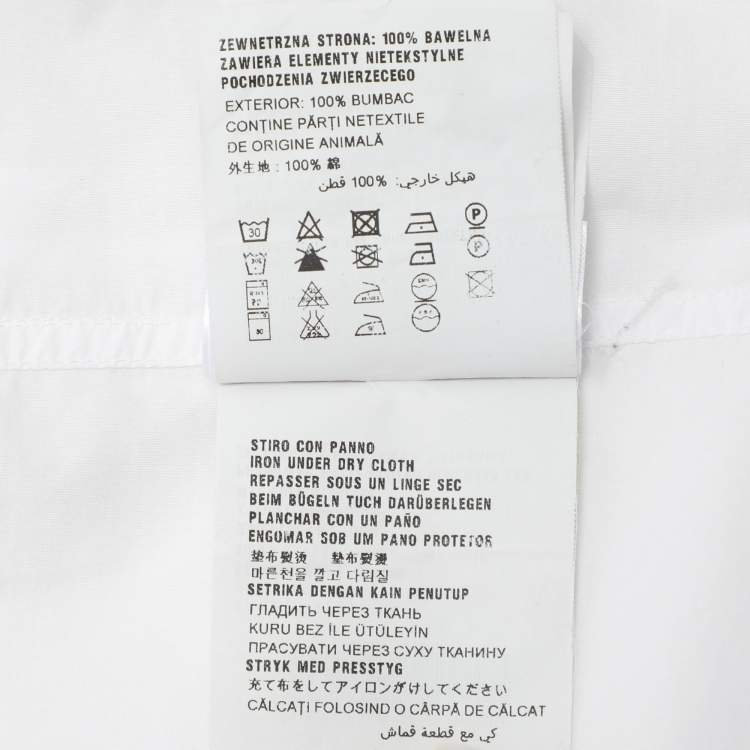 ZEWNETRZNA STRONA: 100% BAWELNA
ZAWIERA ELEMENTY NIETEKSTYLNE
POCHODZENIA ZWIERZECEGO
EXTERIOR: 100% BUMBAC
CONȚINE PĂRȚI NETEXTILE
DE ORIGINE ANIMALĂ
外生地 : 100% 綿
هيكل خارجي: 100% قطن
30
P
P
STIRO CON PANNO
IRON UNDER DRY CLOTH
REPASSER SOUS UN LINGE SEC
BEIM BÜGELN TUCH DARÜBERLEGEN
PLANCHAR CON UN PAÑO
ENGOMAR SOB UM PANO PROTETOR
垫布熨烫 墊布熨燙
마른천을 깔고 다림질
SETRIKA DENGAN KAIN PENUTUP
ГЛАДИТЬ ЧЕРЕЗ ТКАНЬ
KURU BEZ İLE ÜTÜLEYİN
ПРАСУВАТИ ЧЕРЕЗ СУХУ ТКАНИНУ
STRYK MED PRESSTYG
充て布をしてアイロンがけしてください
CĂLCAȚI FOLOSIND O CÂRPĂ DE CĂLCAT
كي مع قطعة قماش